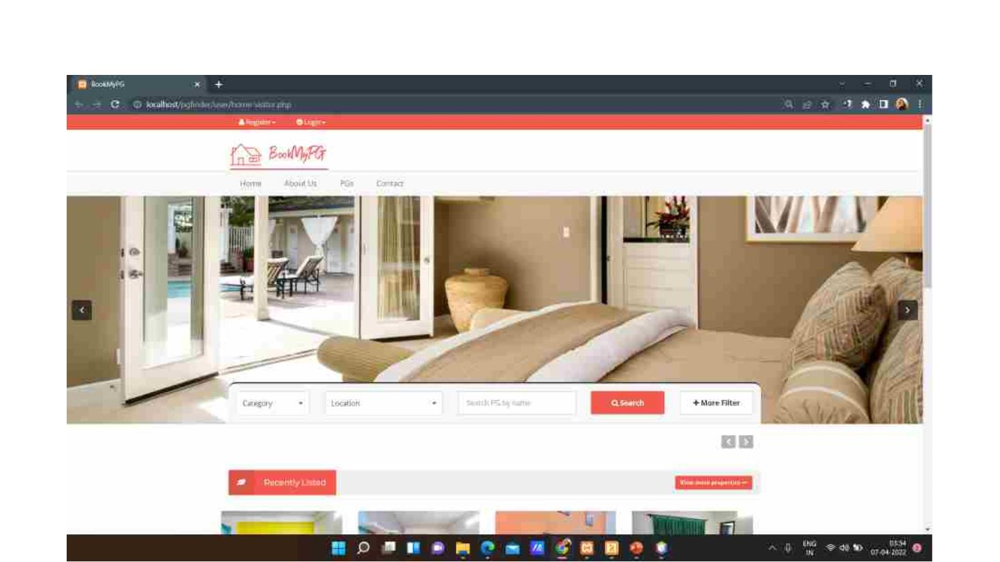 BookMyPG
localhost/pgfinder/user/home-visitor.php
Register Login
BookMyPG
Home About Us PGs Contact
Category Location Search PG by name Search + More Filter
Recently Listed View more properties
ENG 03:54
IN 07-04-2022